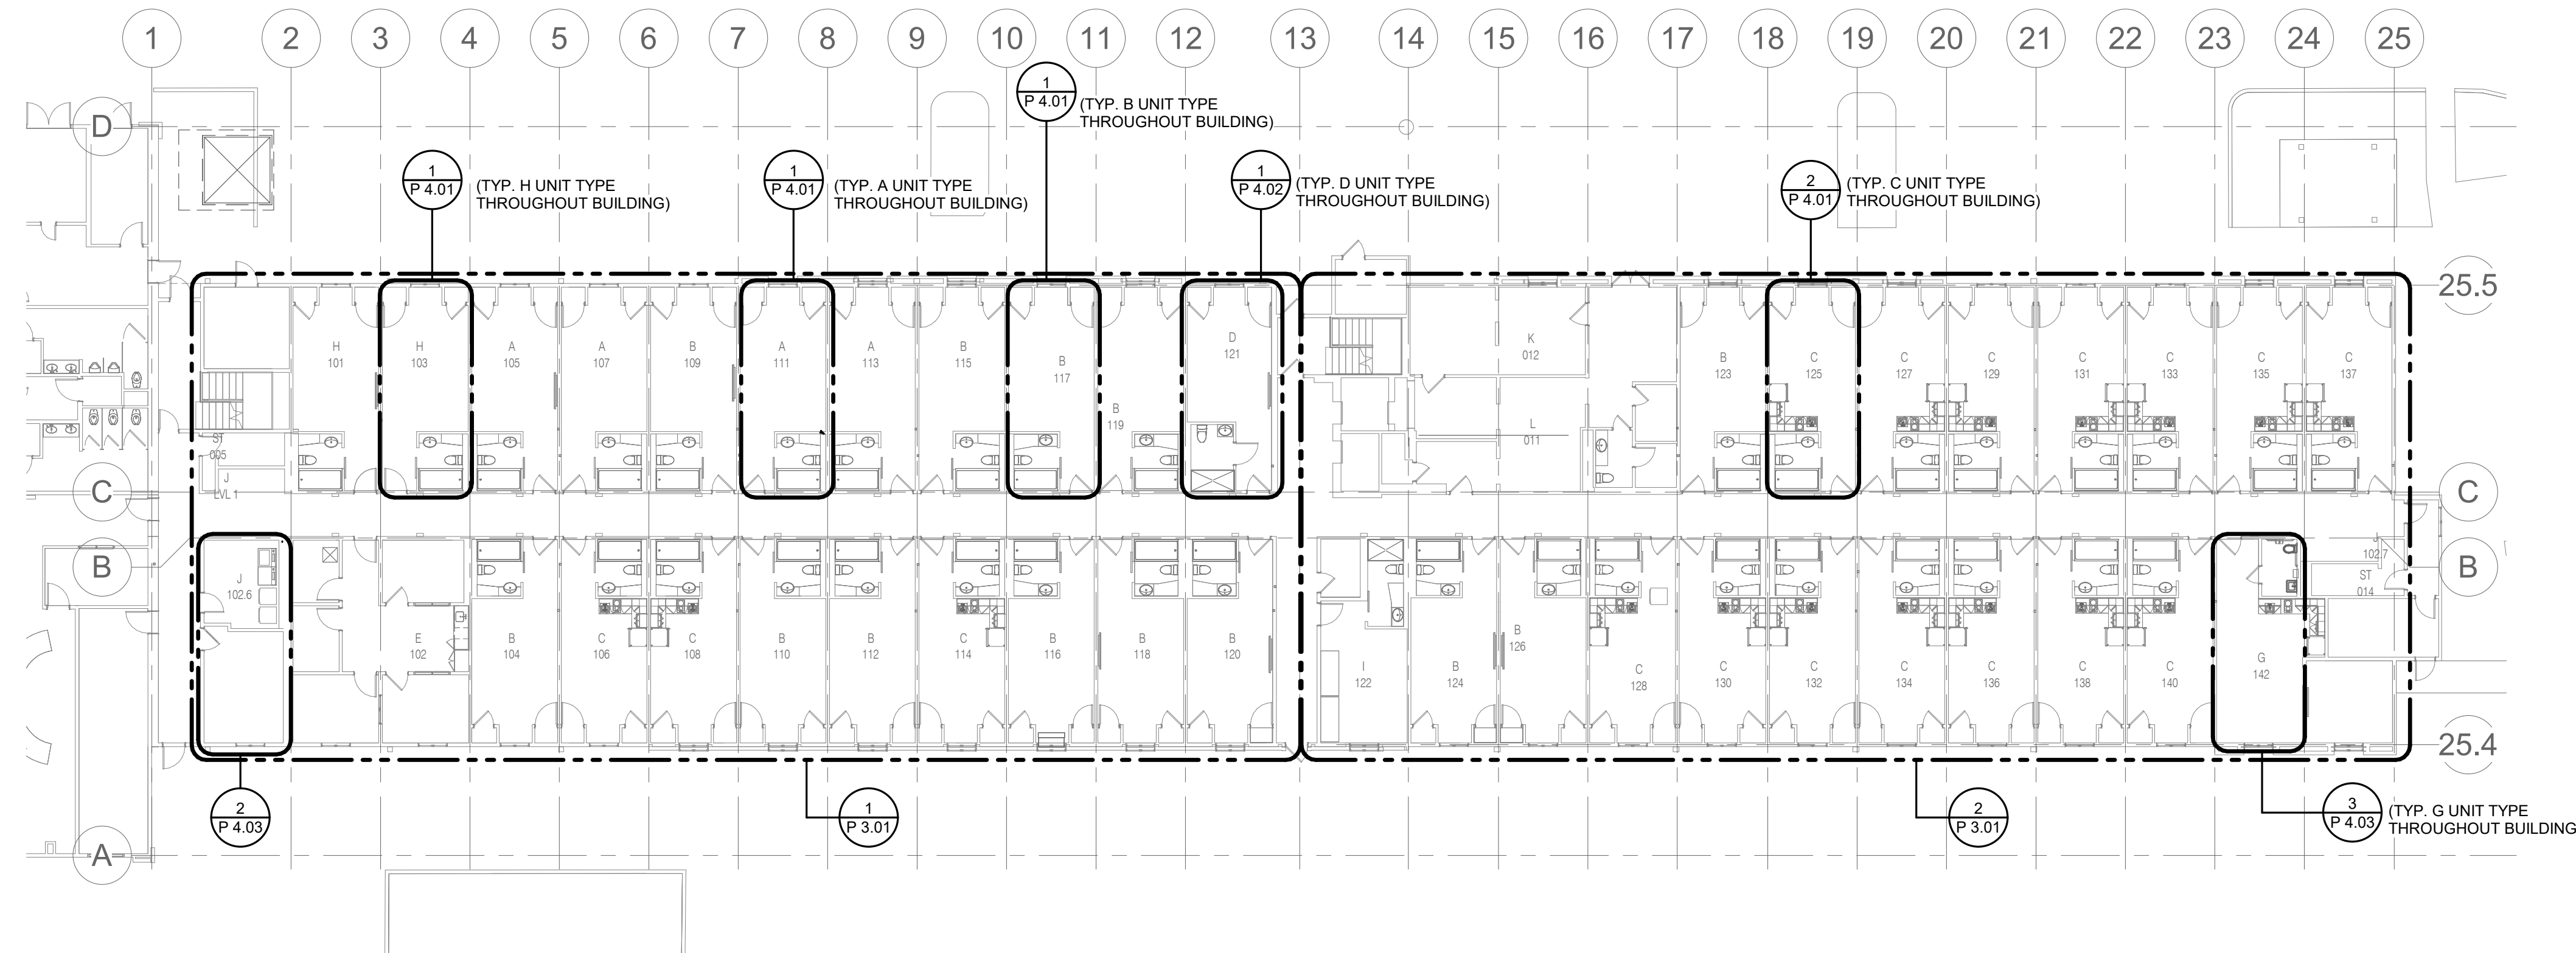 1 2 3 4 5 6 7 8 9 10 11 12 13 14 15 16 17 18 19 20 21 22 23 24 25
1
P 4.01
(TYP. B UNIT TYPE
THROUGHOUT BUILDING)
D
1
P 4.01
(TYP. H UNIT TYPE
THROUGHOUT BUILDING)
1
P 4.01
(TYP. A UNIT TYPE
THROUGHOUT BUILDING)
1
P 4.02
(TYP. D UNIT TYPE
THROUGHOUT BUILDING)
2
P 4.01
(TYP. C UNIT TYPE
THROUGHOUT BUILDING)
25.5
H
101
H
103
A
105
A
107
B
109
A
111
A
113
B
115
B
117
B
119
D
121
K
012
B
123
C
125
C
127
C
129
C
131
C
133
C
135
C
137
ST
005
J
LVL 1
L
011
C
C
B
B
J
102.6
E
102
B
104
C
106
C
108
B
110
B
112
C
114
B
116
B
118
B
120
I
122
B
124
B
126
C
128
C
130
C
132
C
134
C
136
C
138
C
140
G
142
J
102.7
ST
014
25.4
2
P 4.03
1
P 3.01
2
P 3.01
3
P 4.03
(TYP. G UNIT TYPE
THROUGHOUT BUILDING
A